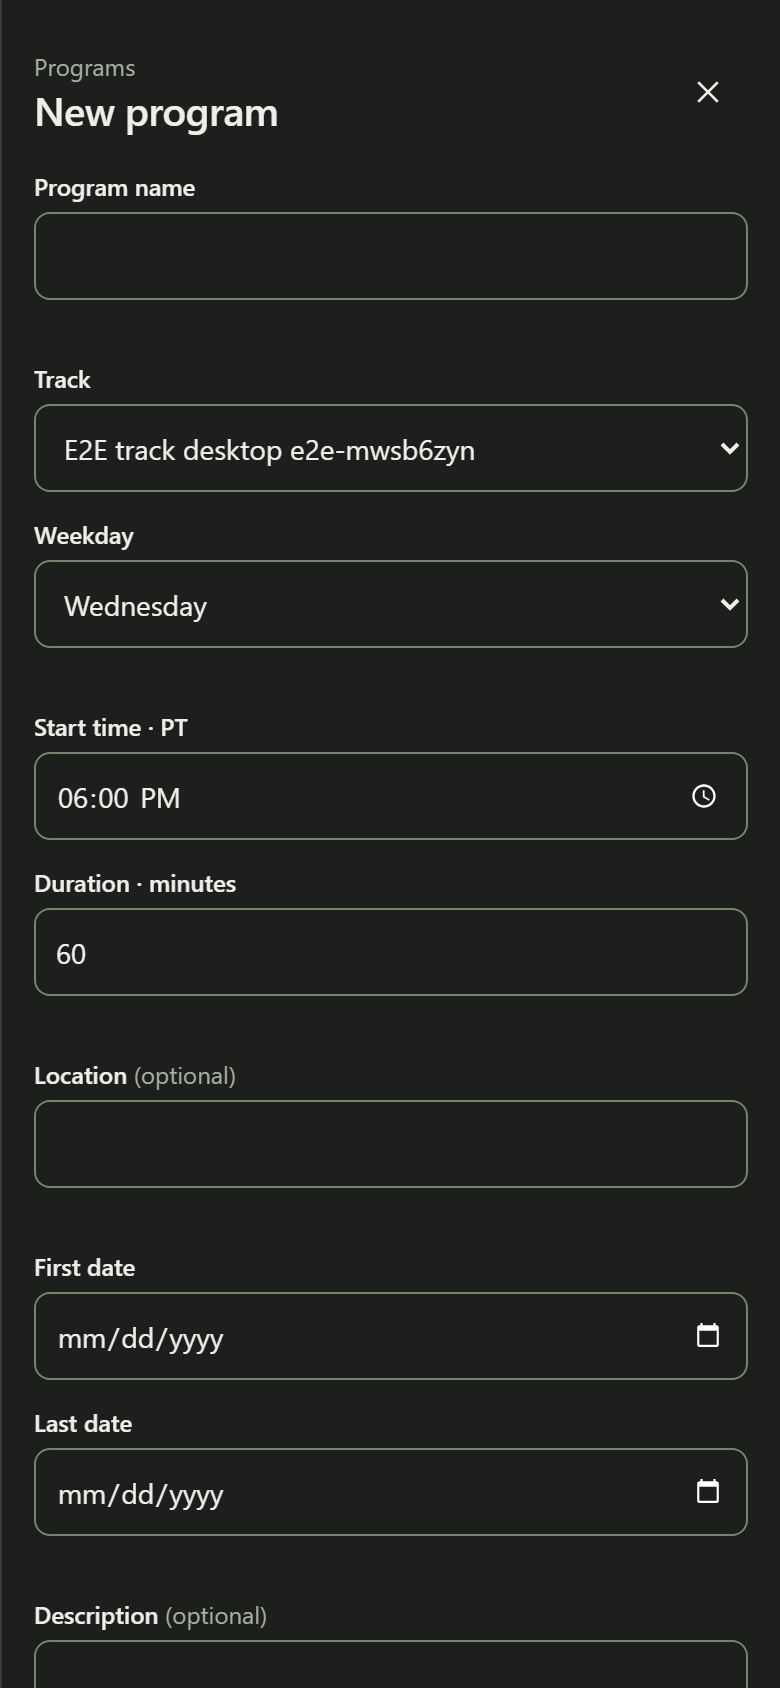 Programs
New program
Program name
Track
E2E track desktop e2e-mwsb6zyn
Weekday
Wednesday
Start time · PT
06:00 PM
Duration · minutes
60
Location (optional)
First date
mm/dd/yyyy
Last date
mm/dd/yyyy
Description (optional)